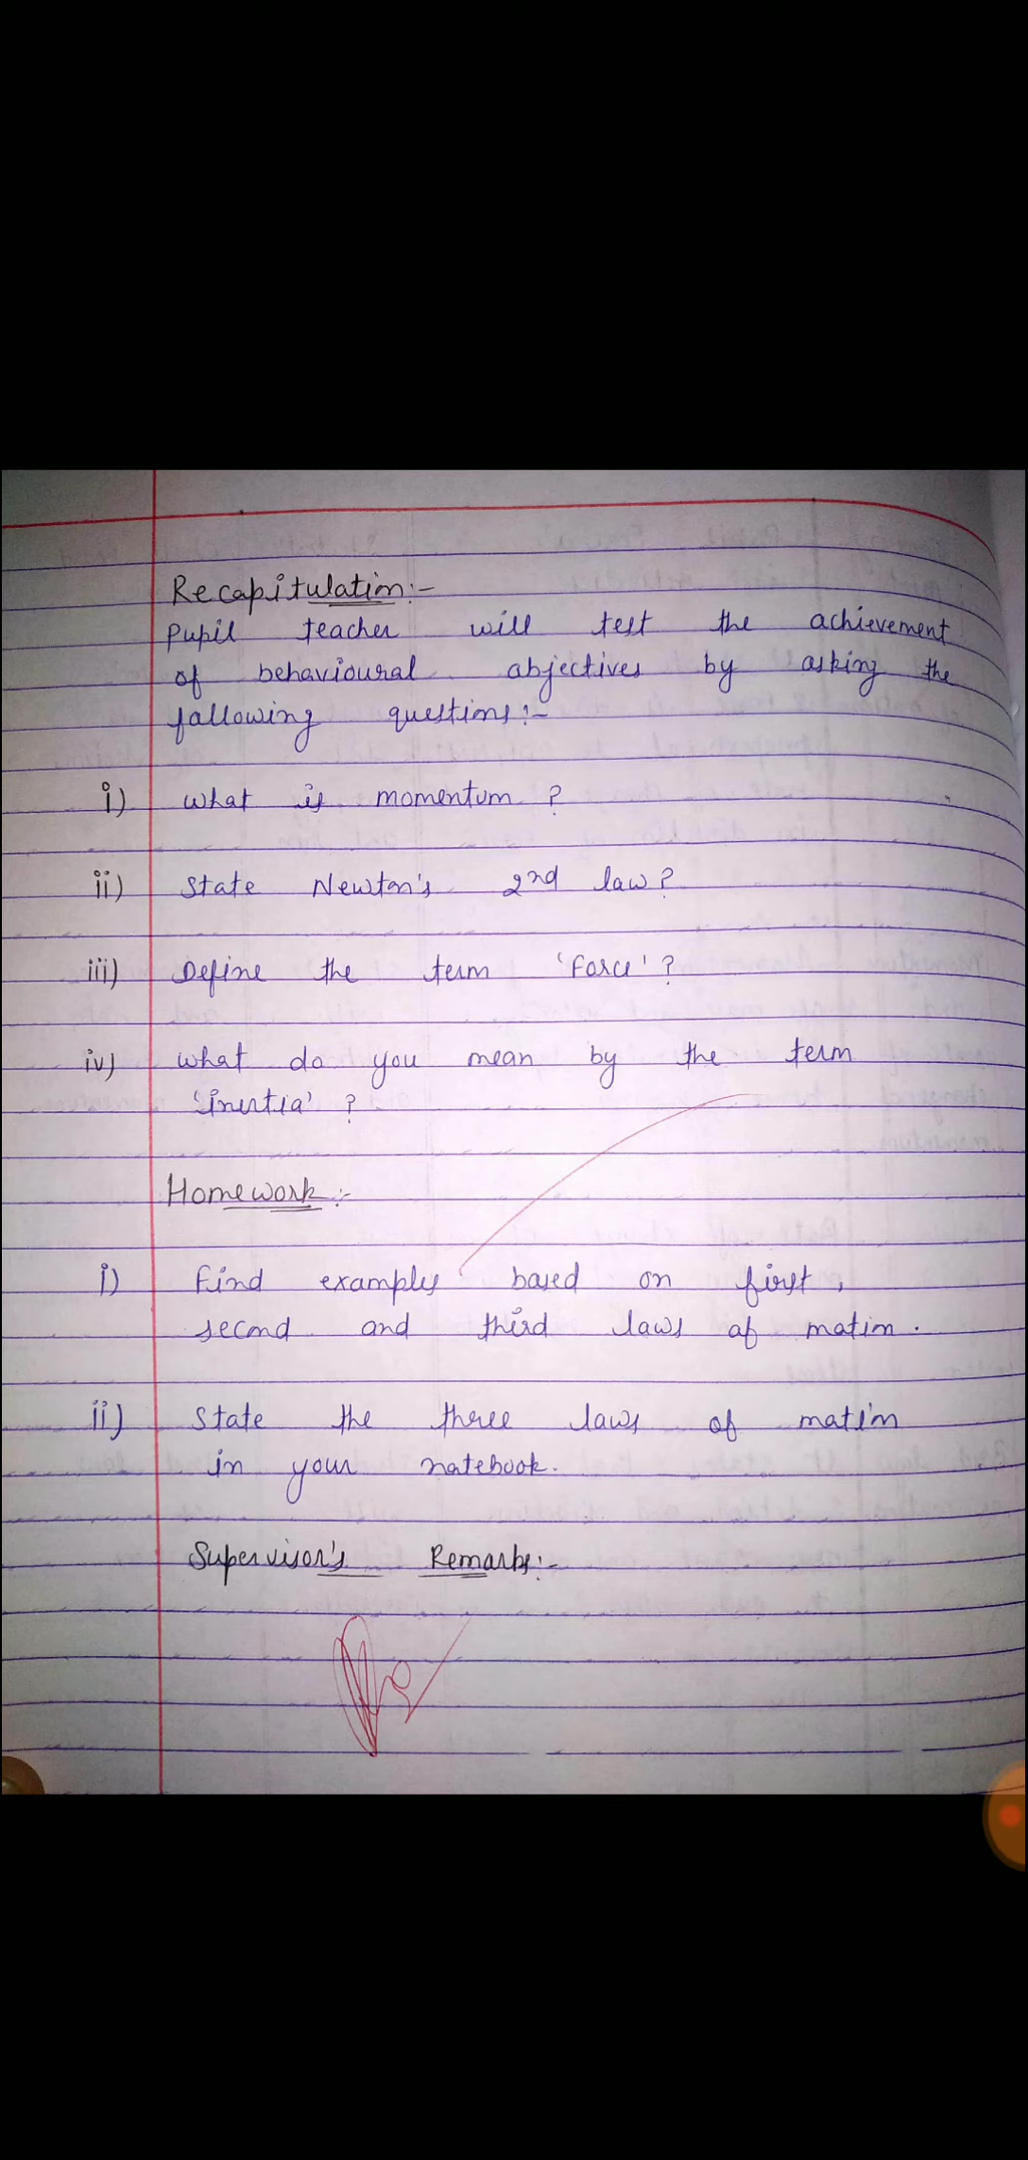 Recapitulation:-
Pupil teacher will test the achievement
of behavioural objectives by asking the
following questions:-
i) What is momentum ?
ii) State Newton's 2nd law?
iii) Define the term 'Force' ?
iv) What do you mean by the term
'Inertia' ?
Homework:-
i) Find examples based on first,
second and third laws of motion.
ii) State the three laws of motion
in your notebook.
Supervisor's Remarks:-